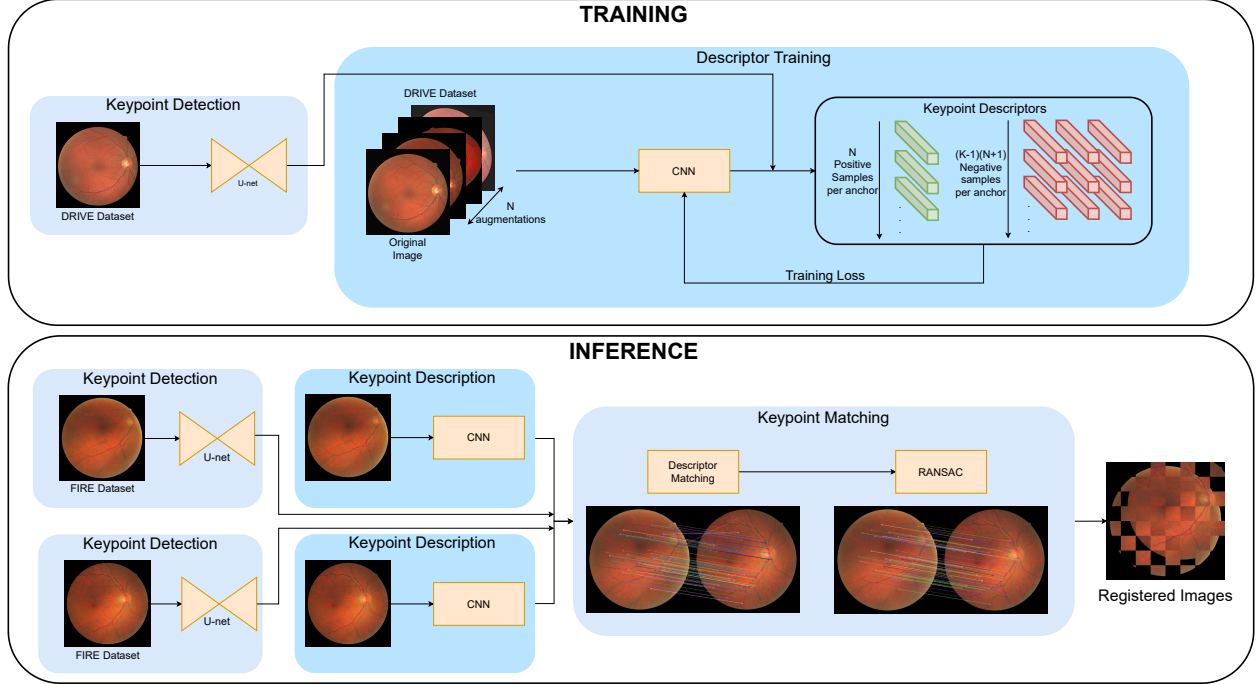 TRAINING
Keypoint Detection
U-net
DRIVE Dataset
Descriptor Training
DRIVE Dataset
N
augmentations
Original
Image
CNN
Keypoint Descriptors
N
Positive
Samples
per anchor
.
.
.
(K-1)(N+1)
Negative
samples
per anchor
.
.
.
Training Loss
INFERENCE
Keypoint Detection
U-net
FIRE Dataset
Keypoint Description
CNN
Keypoint Detection
U-net
FIRE Dataset
Keypoint Description
CNN
Keypoint Matching
Descriptor
Matching
RANSAC
Registered Images